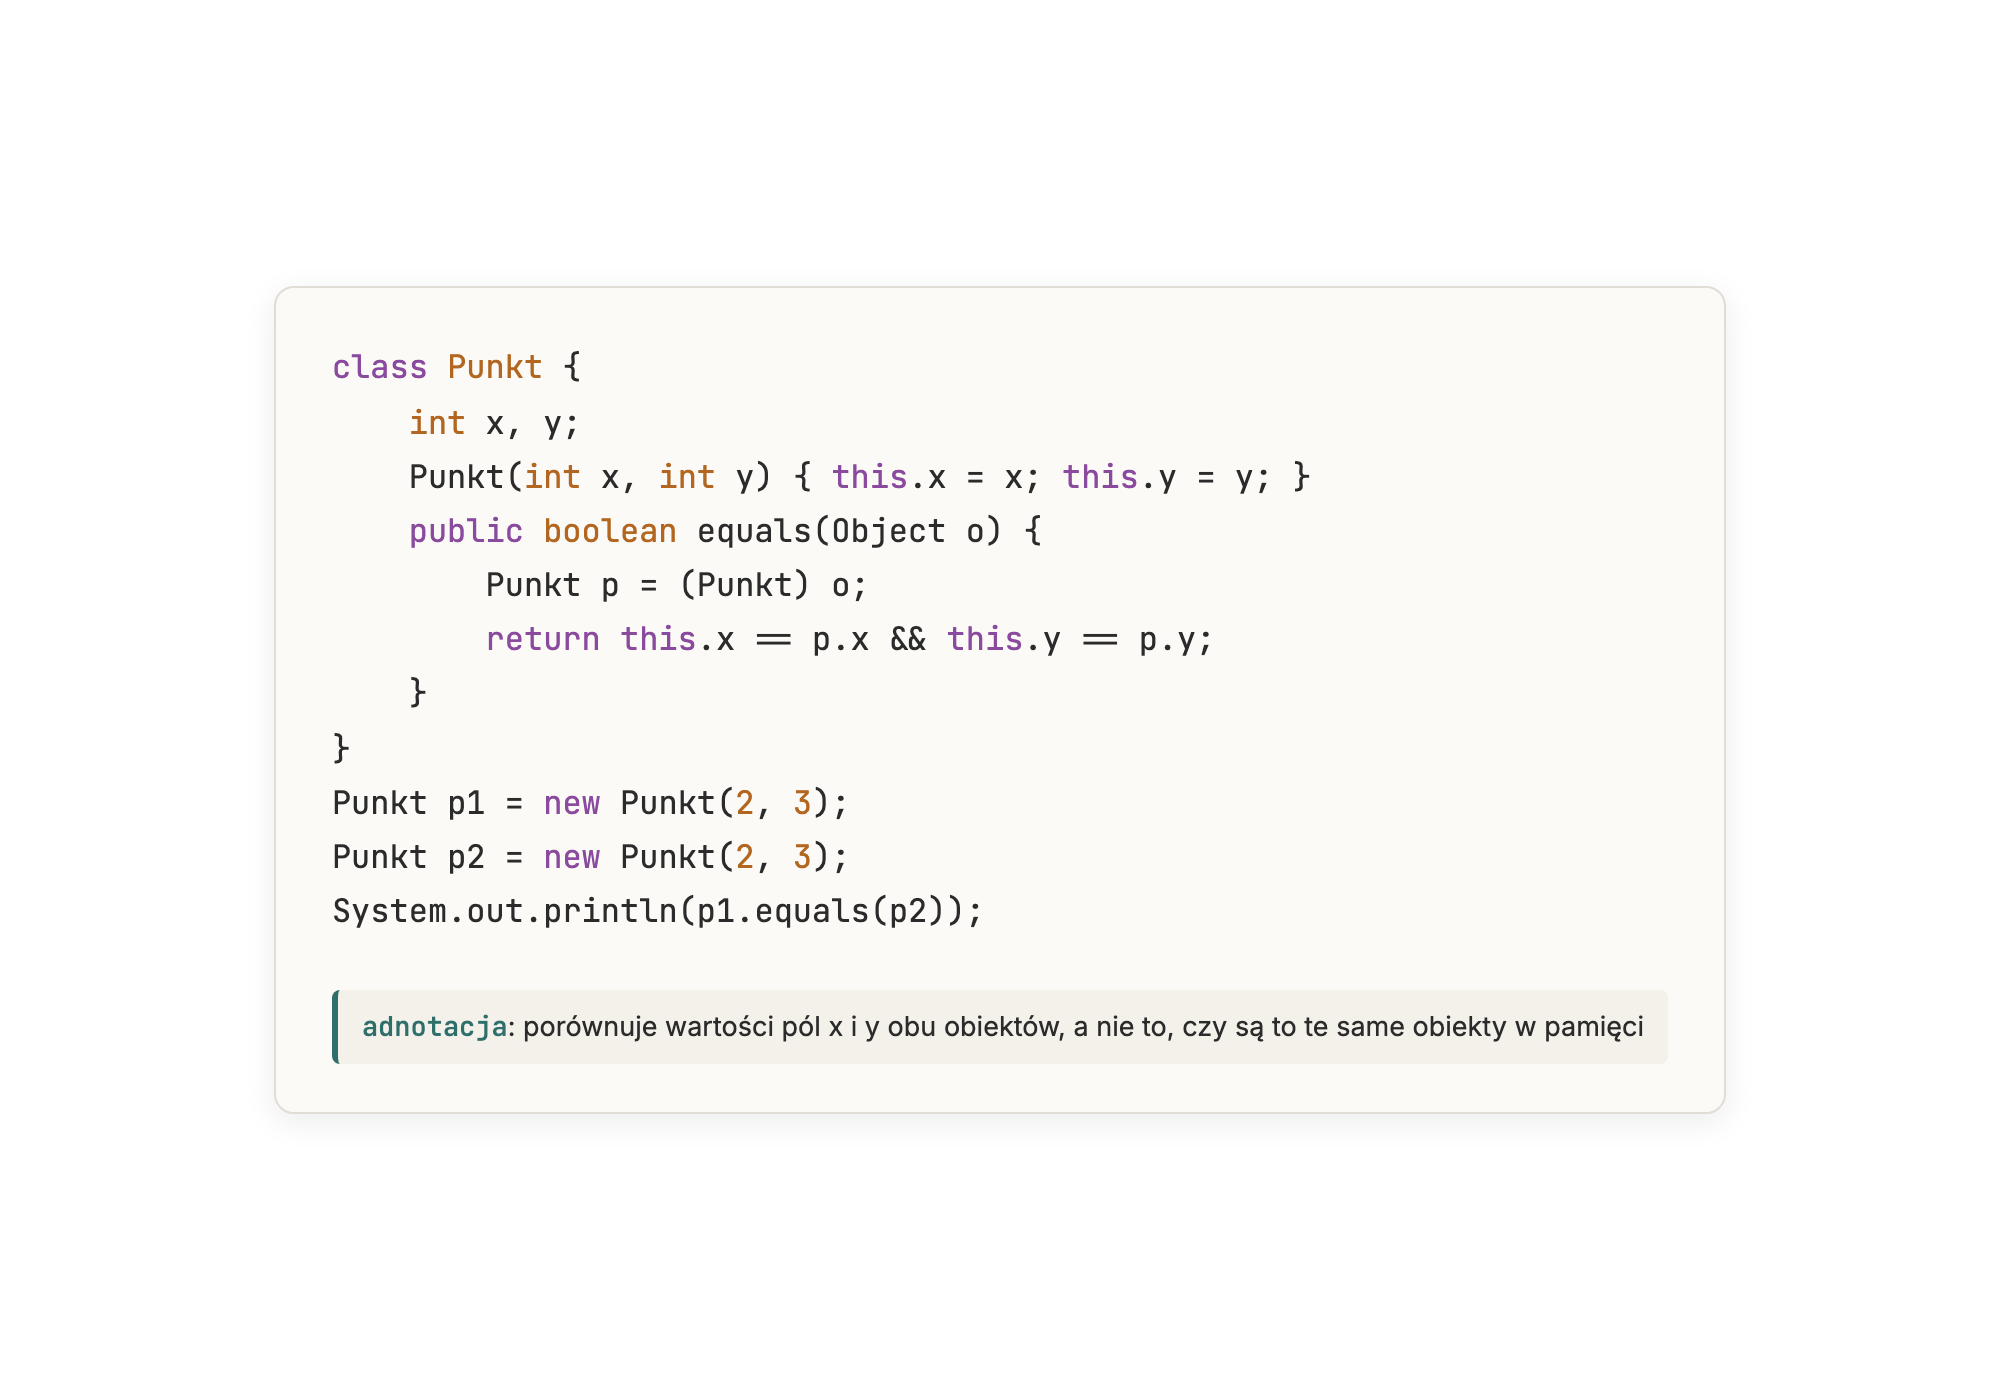 class Punkt {
    int x, y;
    Punkt(int x, int y) { this.x = x; this.y = y; }
    public boolean equals(Object o) {
        Punkt p = (Punkt) o;
        return this.x == p.x && this.y == p.y;
    }
}
Punkt p1 = new Punkt(2, 3);
Punkt p2 = new Punkt(2, 3);
System.out.println(p1.equals(p2));
adnotacja: porównuje wartości pól x i y obu obiektów, a nie to, czy są to te same obiekty w pamięci